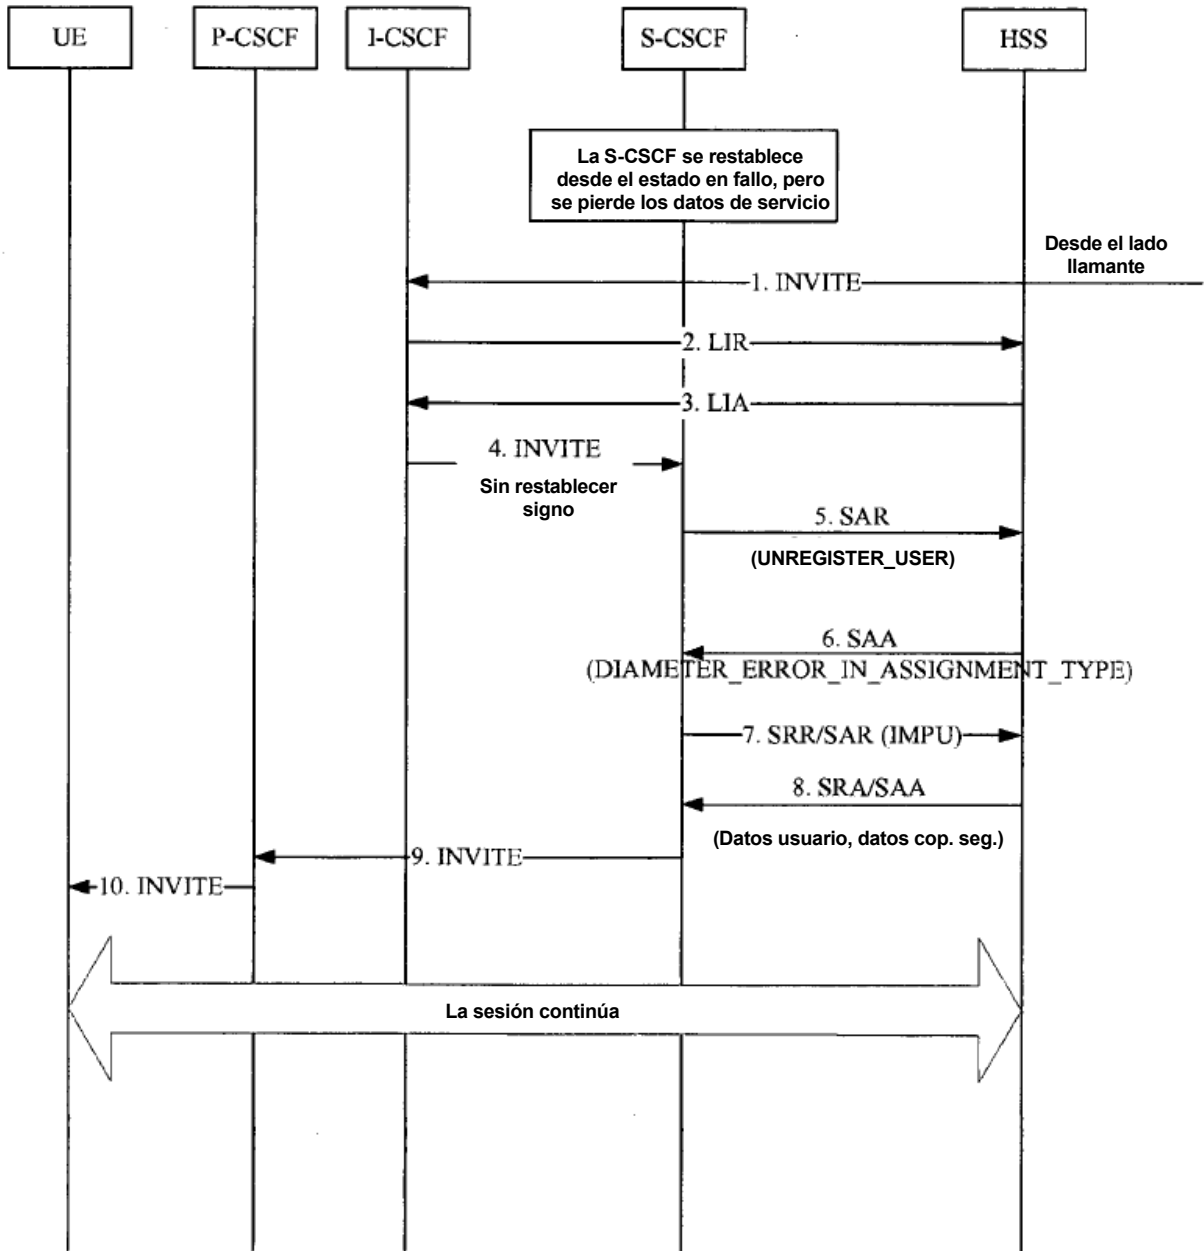 UE
P-CSCF
I-CSCF
S-CSCF
HSS
La S-CSCF se restablece
desde el estado en fallo, pero
se pierde los datos de servicio
Desde el lado
llamante
1. INVITE
2. LIR
3. LIA
4. INVITE
Sin restablecer
signo
5. SAR
(UNREGISTER_USER)
6. SAA
(DIAMETER_ERROR_IN_ASSIGNMENT_TYPE)
7. SRR/SAR (IMPU)
8. SRA/SAA
(Datos usuario, datos cop. seg.)
9. INVITE
10. INVITE
La sesión continúa